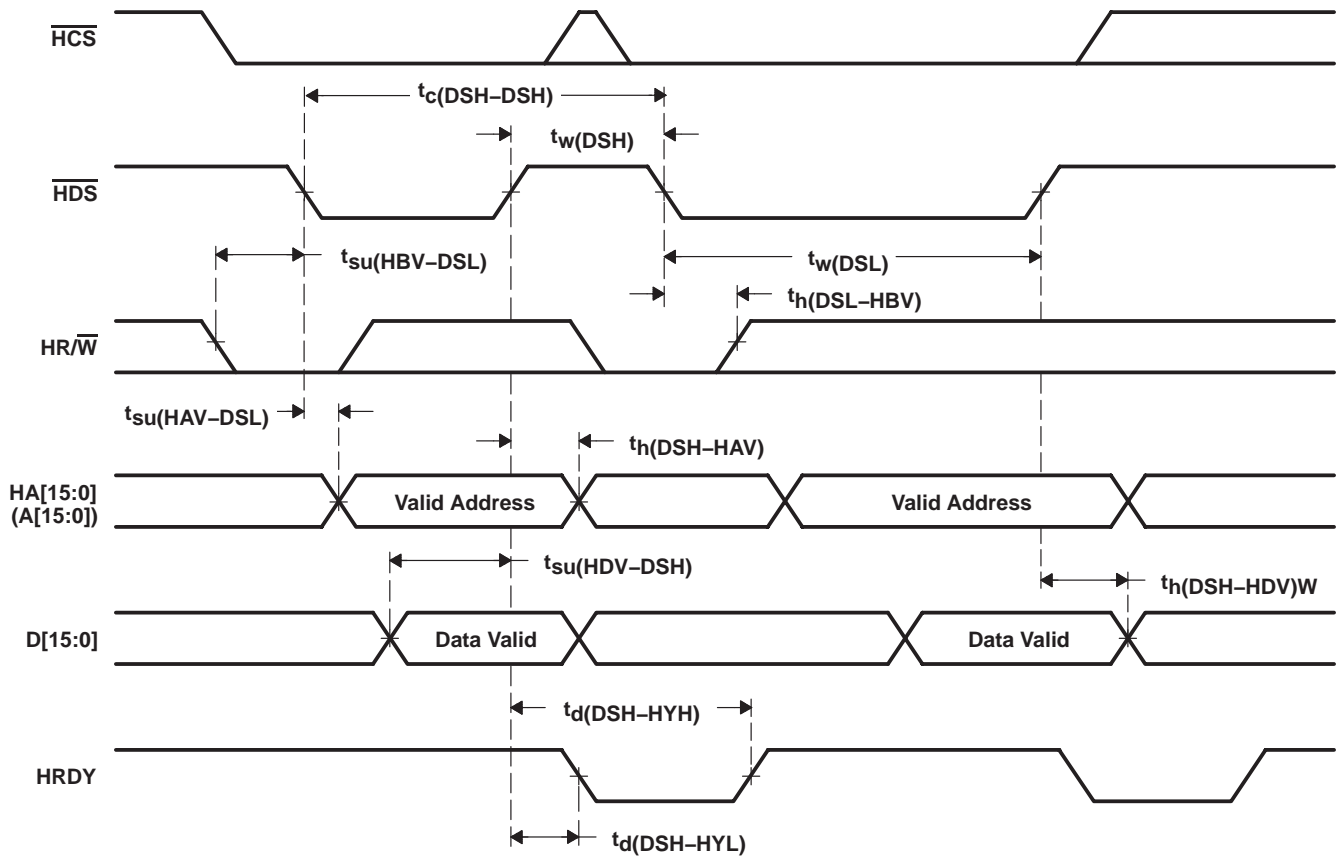 HCS
tc(DSH–DSH)
tw(DSH)
HDS
tsu(HBV–DSL)
tw(DSL)
th(DSL–HBV)
HR/W
tsu(HAV–DSL)
th(DSH–HAV)
HA[15:0]
(A[15:0])
Valid Address
Valid Address
tsu(HDV–DSH)
th(DSH–HDV)W
D[15:0]
Data Valid
Data Valid
td(DSH–HYH)
HRDY
td(DSH–HYL)